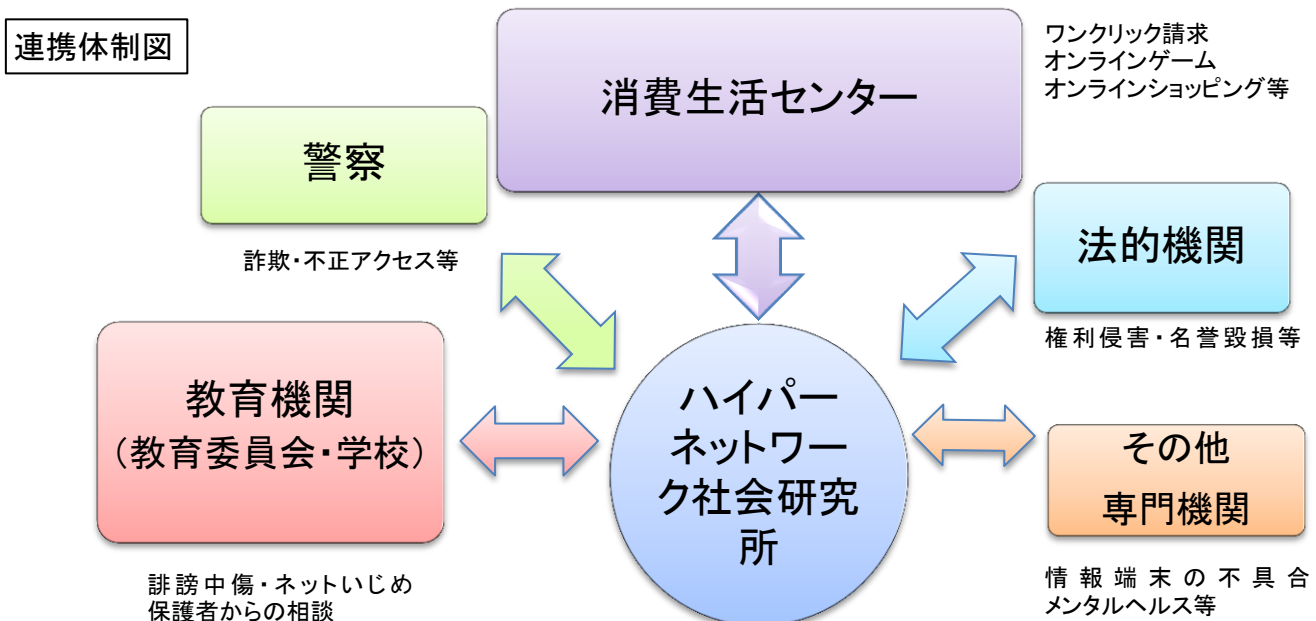 連携体制図
消費生活センター
ワンクリック請求
オンラインゲーム
オンラインショッピング等
警察
詐欺・不正アクセス等
法的機関
権利侵害・名誉毀損等
教育機関
（教育委員会・学校）
誹謗中傷・ネットいじめ
保護者からの相談
ハイパー
ネットワー
ク社会研究
所
その他
専門機関
情報端末の不具合
メンタルヘルス等